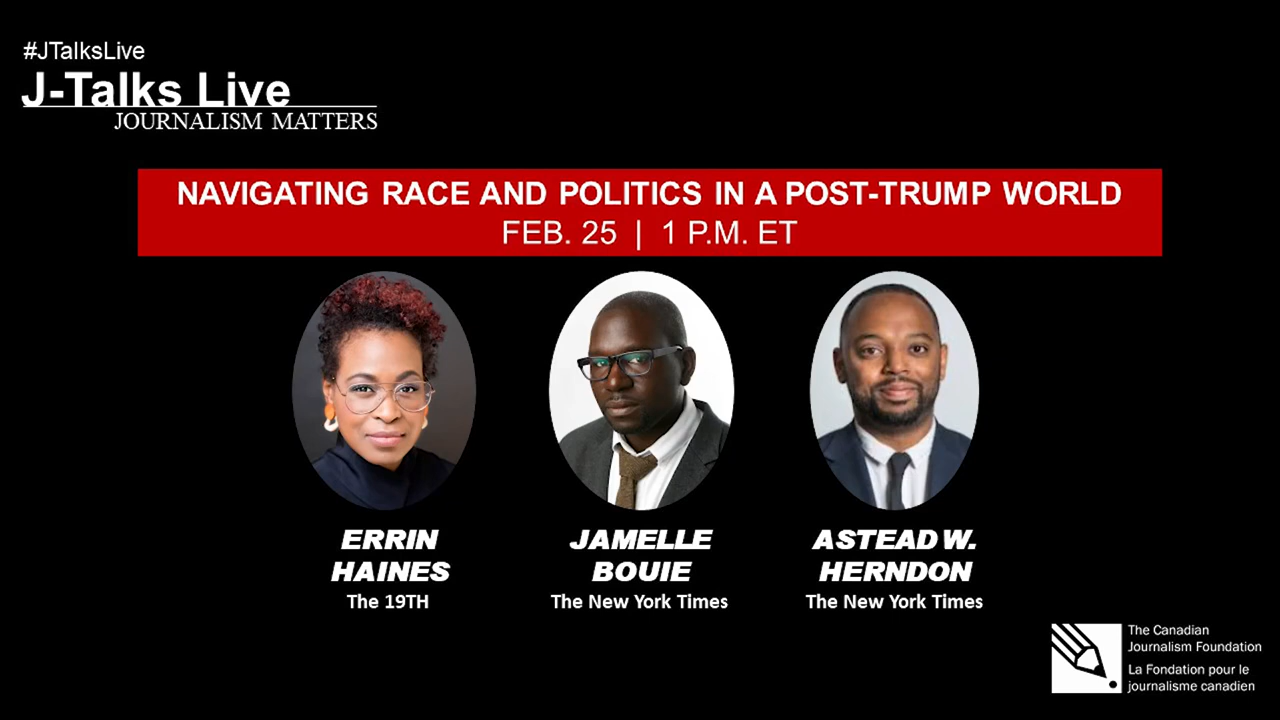 #JTalksLive
J-Talks Live
JOURNALISM MATTERS
NAVIGATING RACE AND POLITICS IN A POST-TRUMP WORLD
FEB. 25 | 1 P.M. ET
ERRIN
HAINES
The 19TH
JAMELLE
BOUIE
The New York Times
ASTEAD W.
HERNDON
The New York Times
The Canadian
Journalism Foundation
La Fondation pour le
journalisme canadien